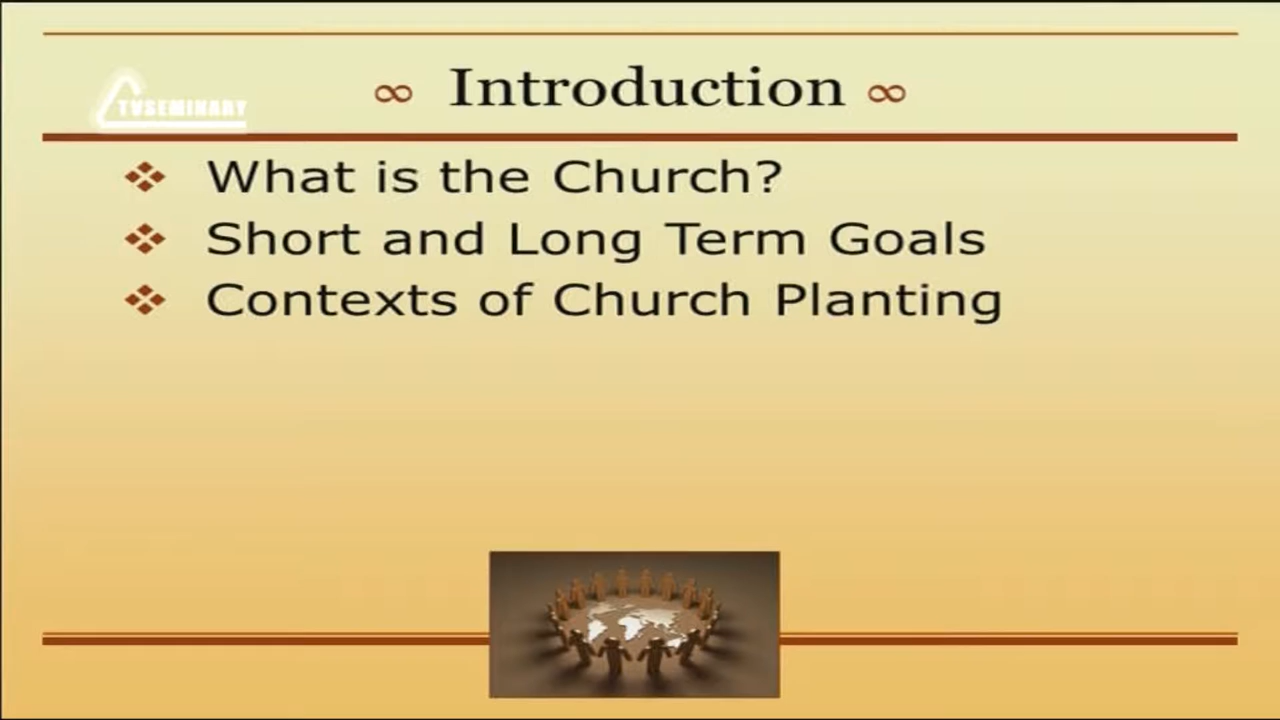 TVSEMINARY
∞ Introduction ∞
What is the Church?
Short and Long Term Goals
Contexts of Church Planting